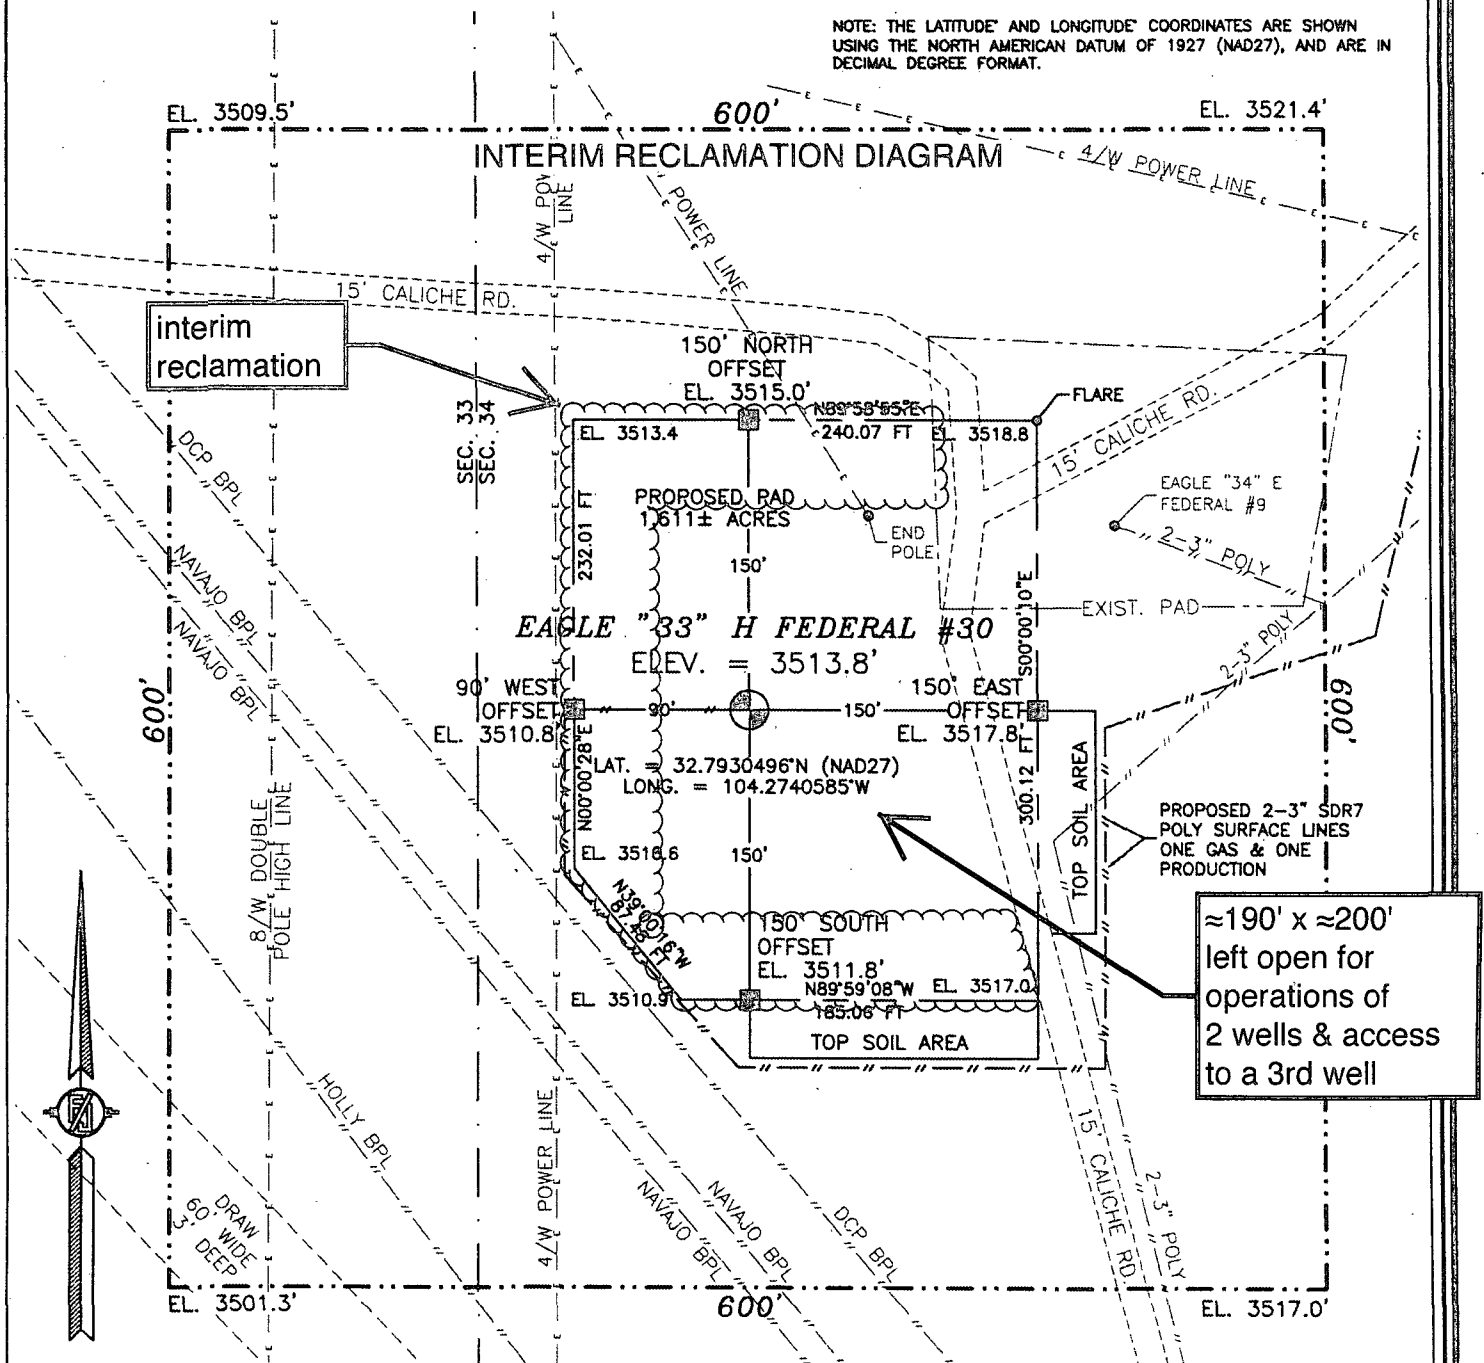 NOTE: THE LATITUDE AND LONGITUDE COORDINATES ARE SHOWN
USING THE NORTH AMERICAN DATUM OF 1927 (NAD27), AND ARE IN
DECIMAL DEGREE FORMAT.
EL. 3509.5'
600'
EL. 3521.4'
INTERIM RECLAMATION DIAGRAM
4/W POWER LINE
4/W POW
LINE
POWER LINE
15' CALICHE RD.
interim
reclamation
150' NORTH
OFFSET
EL. 3515.0'
N89°58'55"E
240.07 FT
FLARE
EL. 3513.4
EL. 3518.8
SEC. 33
SEC. 34
15' CALICHE RD.
DCP BPL
EAGLE "34" E
FEDERAL #9
PROPOSED PAD
1.611± ACRES
END
POLE
232.01 FT
2-3" POLY
150'
NAVAJO BPL
NAVAJO BPL
S00°00'10"E
EXIST. PAD
EAGLE "33" H FEDERAL #30
ELEV. = 3513.8'
2-3" POLY
90' WEST
OFFSET
EL. 3510.8'
90'
150'
150' EAST
OFFSET
EL. 3517.8'
600'
600'
N00°00'28"E
LAT. = 32.7930496°N (NAD27)
LONG. = 104.2740585°W
300.12 FT
TOP SOIL AREA
PROPOSED 2-3" SDR7
POLY SURFACE LINES
ONE GAS & ONE
PRODUCTION
8/W DOUBLE
POLE HIGH LINE
150'
N39°00'16"W
87.48 FT
≈190' x ≈200'
left open for
operations of
2 wells & access
to a 3rd well
150' SOUTH
OFFSET
EL. 3511.8'
N89°59'08"W
185.06 FT
EL. 3510.9
EL. 3517.0
TOP SOIL AREA
HOLLY BPL
4/W POWER LINE
15' CALICHE RD.
2-3" POLY
DRAW
60' WIDE
3' DEEP
NAVAJO BPL
NAVAJO BPL
DCP BPL
EL. 3501.3'
600'
EL. 3517.0'